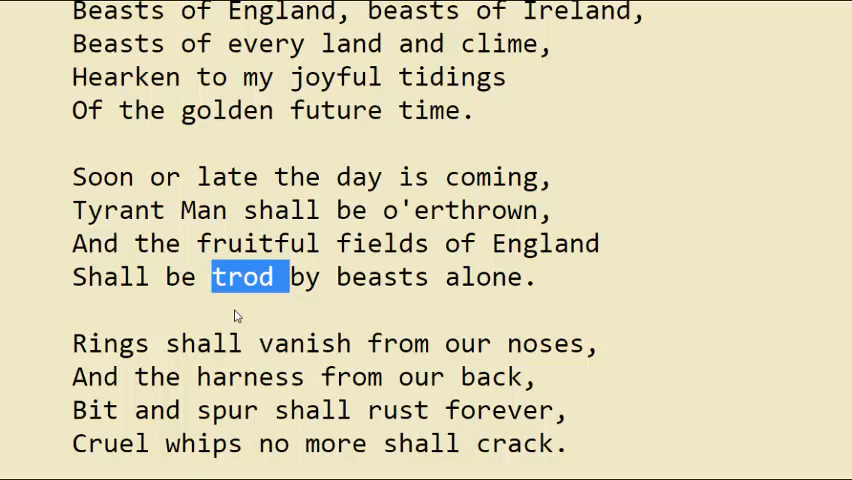 Beasts of England, beasts of Ireland,
Beasts of every land and clime,
Hearken to my joyful tidings
Of the golden future time.
Soon or late the day is coming,
Tyrant Man shall be o'erthrown,
And the fruitful fields of England
Shall be trod by beasts alone.
Rings shall vanish from our noses,
And the harness from our back,
Bit and spur shall rust forever,
Cruel whips no more shall crack.